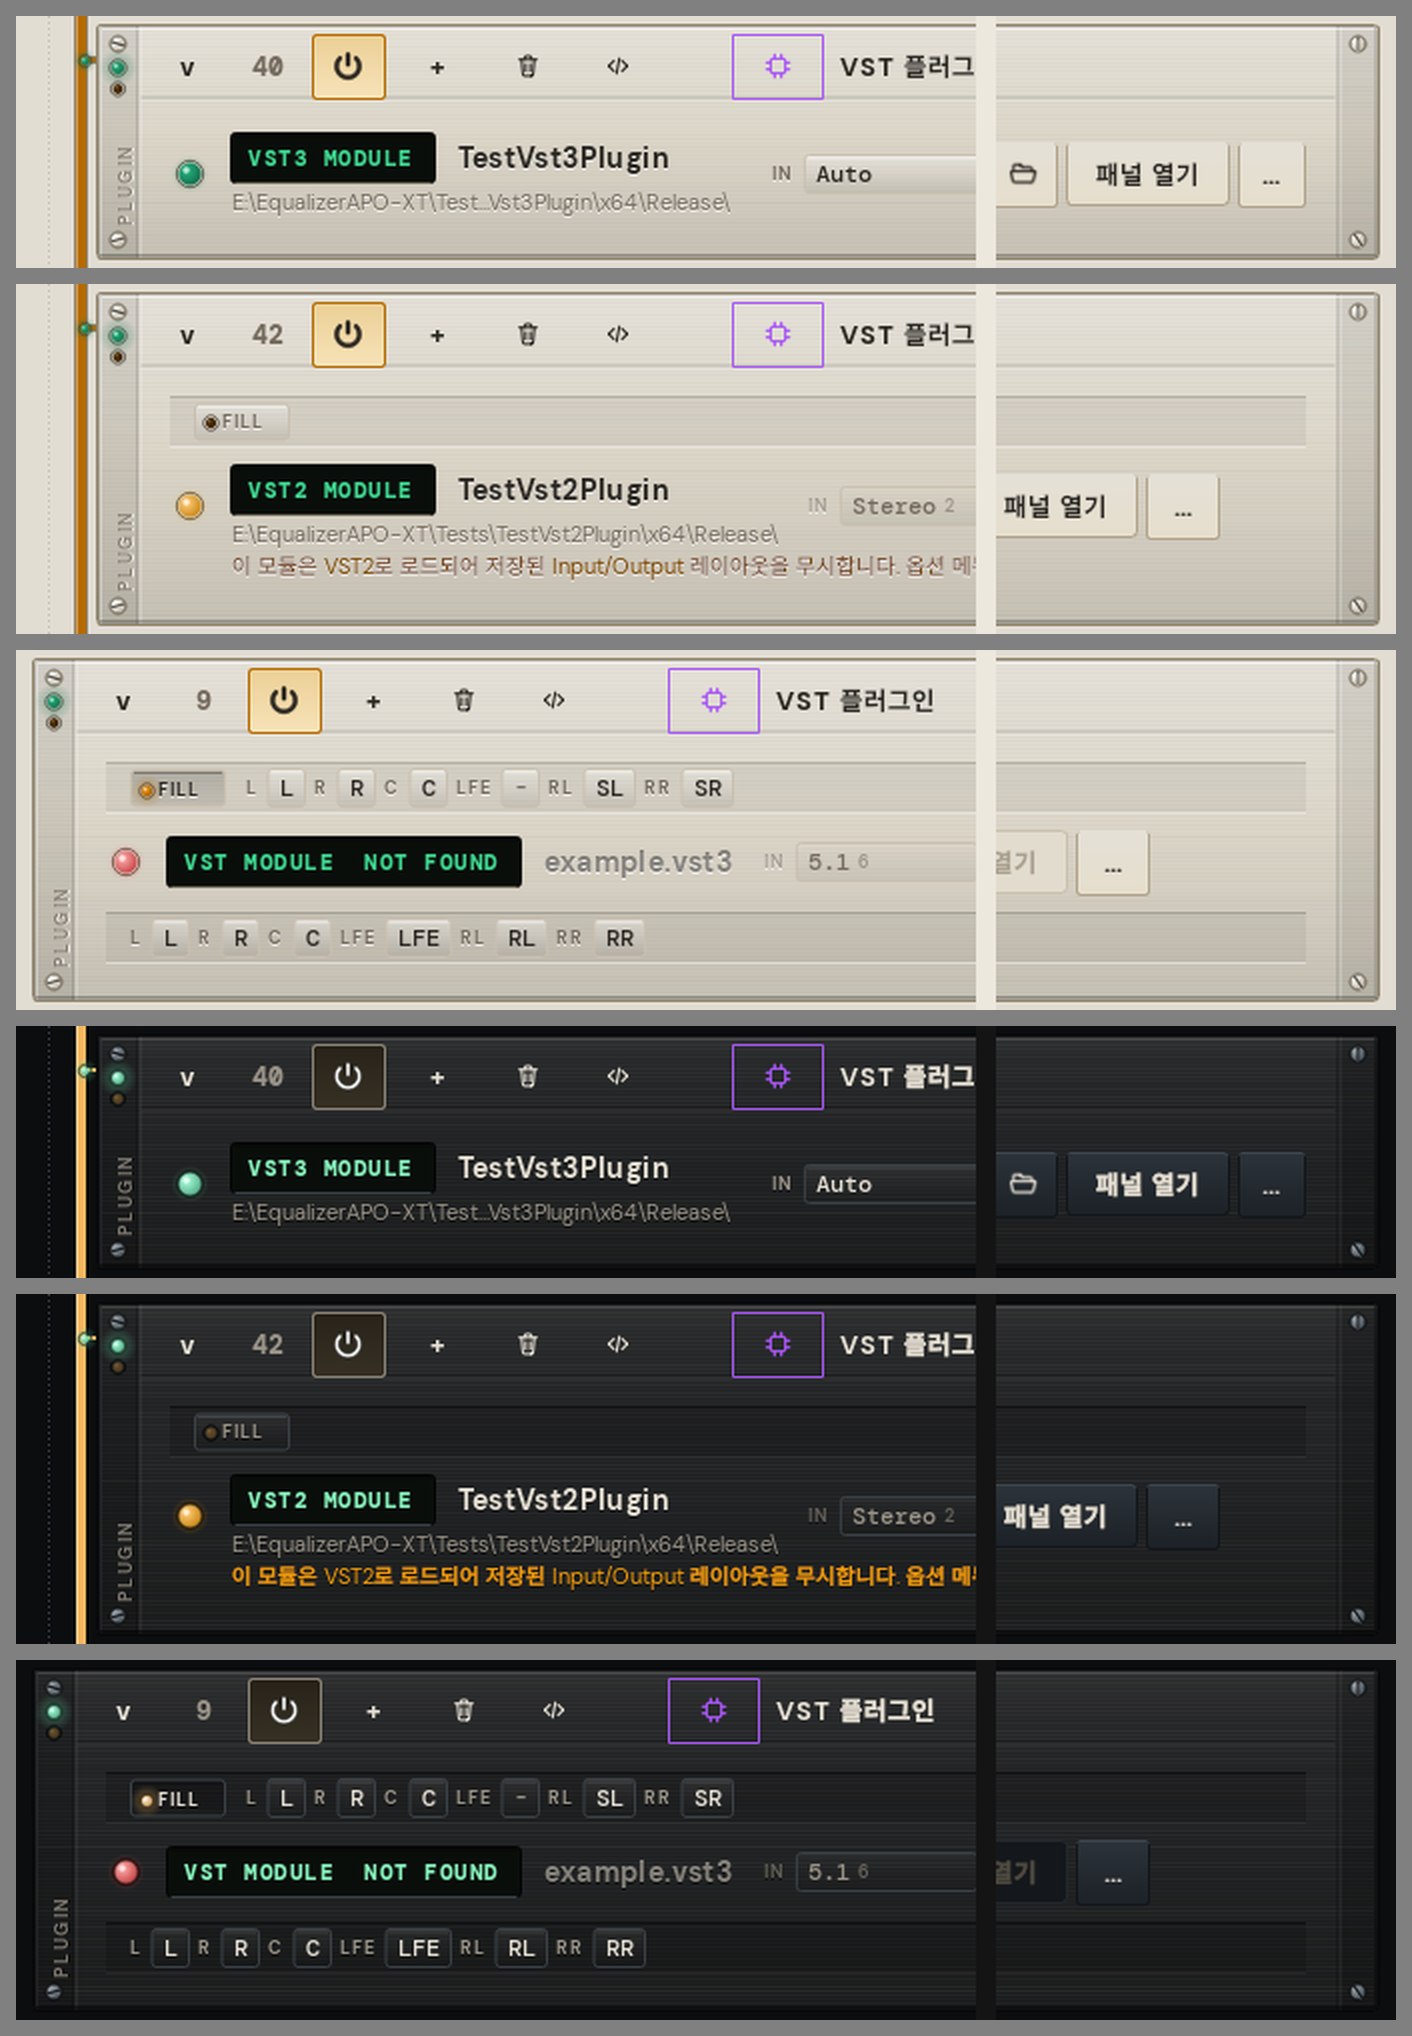 v 40 + </> VST 플러그
PLUGIN
VST3 MODULE TestVst3Plugin IN Auto 패널 열기 ...
E:\EqualizerAPO-XT\Test...Vst3Plugin\x64\Release\
v 42 + </> VST 플러그
PLUGIN
FILL
VST2 MODULE TestVst2Plugin IN Stereo 2 패널 열기 ...
E:\EqualizerAPO-XT\Tests\TestVst2Plugin\x64\Release\
이 모듈은 VST2로 로드되어 저장된 Input/Output 레이아웃을 무시합니다. 옵션
v 9 + </> VST 플러그인
PLUGIN
FILL L L R R C C LFE - RL SL RR SR
VST MODULE NOT FOUND example.vst3 IN 5.1 6 열기 ...
L L R R C C LFE LFE RL RL RR RR
v 40 + </> VST 플러그
PLUGIN
VST3 MODULE TestVst3Plugin IN Auto 패널 열기 ...
E:\EqualizerAPO-XT\Test...Vst3Plugin\x64\Release\
v 42 + </> VST 플러그
PLUGIN
FILL
VST2 MODULE TestVst2Plugin IN Stereo 2 패널 열기 ...
E:\EqualizerAPO-XT\Tests\TestVst2Plugin\x64\Release\
이 모듈은 VST2로 로드되어 저장된 Input/Output 레이아웃을 무시합니다. 옵션
v 9 + </> VST 플러그인
PLUGIN
FILL L L R R C C LFE - RL SL RR SR
VST MODULE NOT FOUND example.vst3 IN 5.1 6 열기 ...
L L R R C C LFE LFE RL RL RR RR